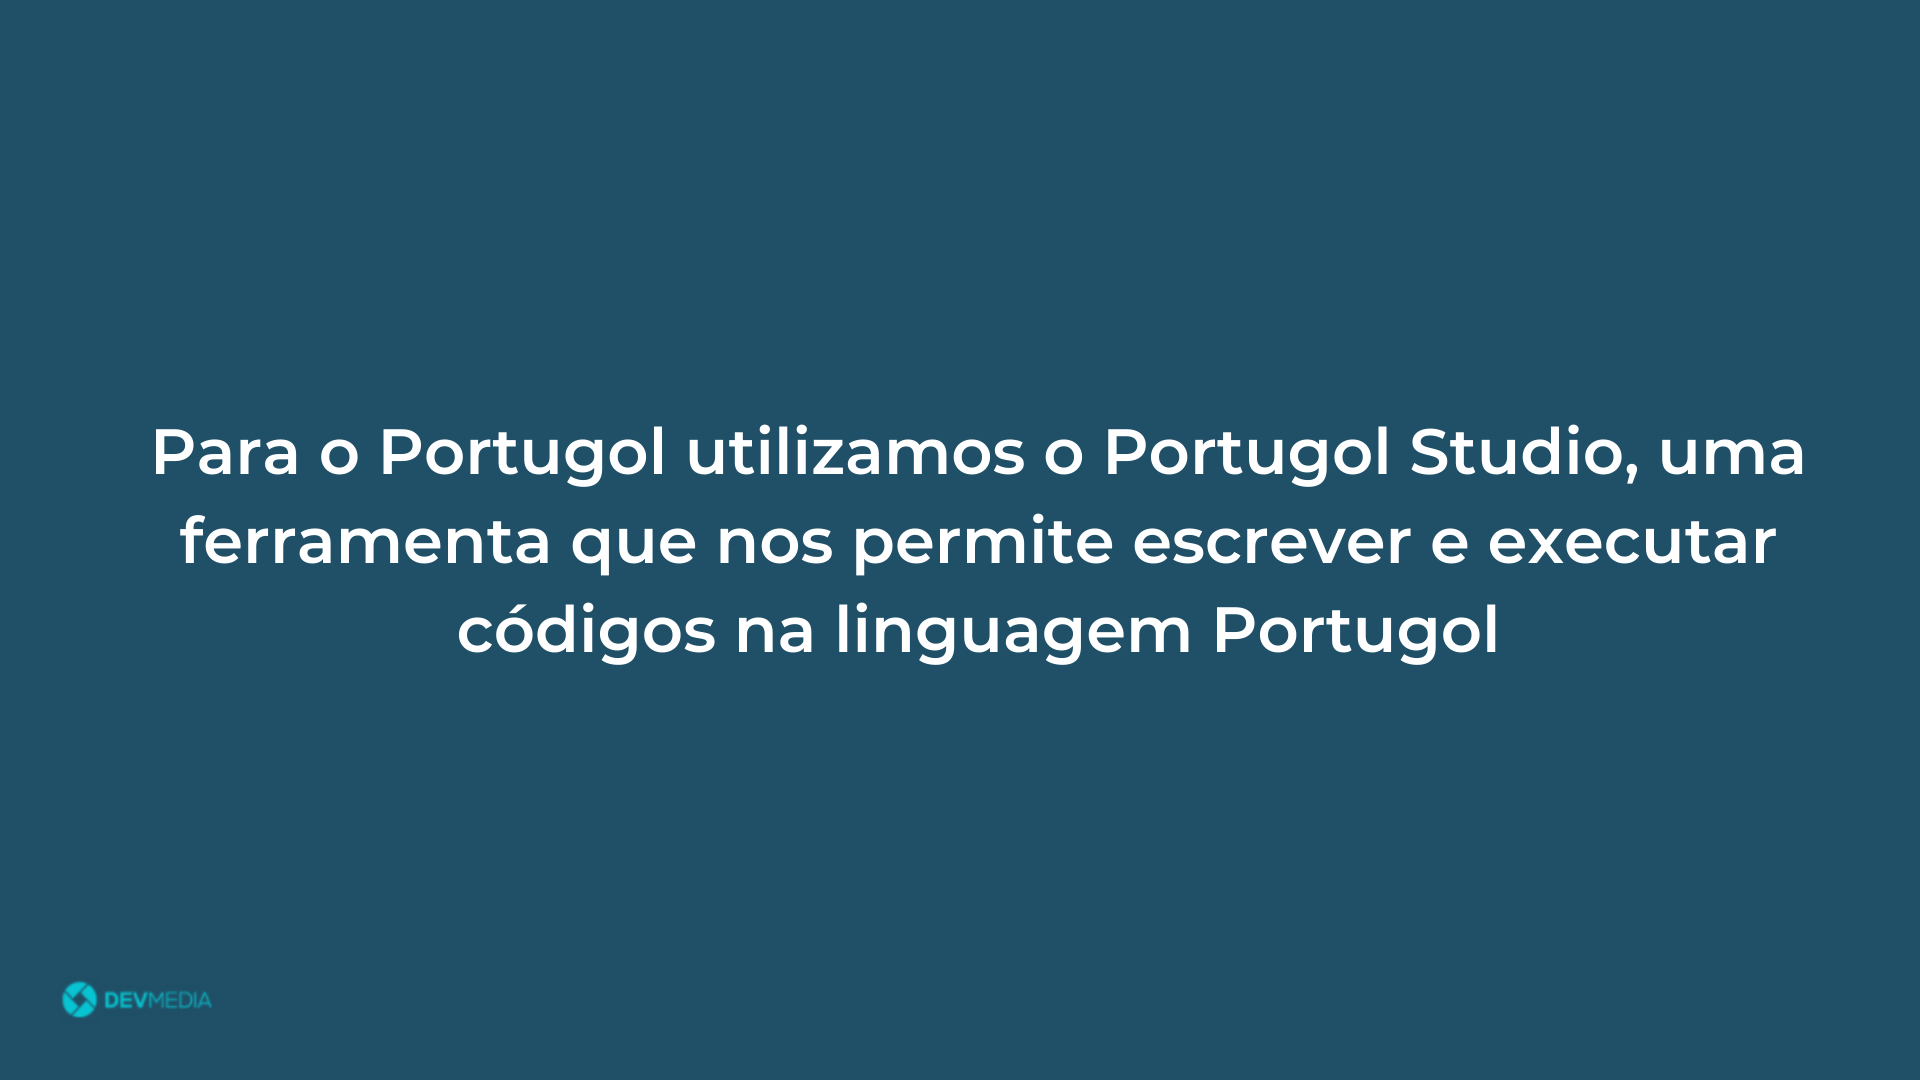 Para o Portugol utilizamos o Portugol Studio, uma
ferramenta que nos permite escrever e executar
códigos na linguagem Portugol
DEVMEDIA